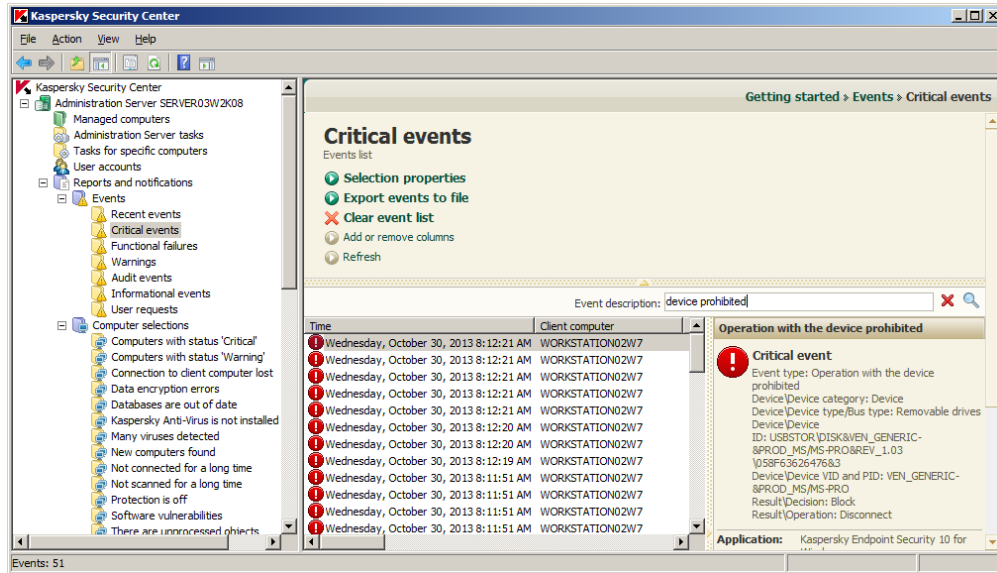 Kaspersky Security Center
File Action View Help
Kaspersky Security Center
Administration Server SERVER03W2K08
Managed computers
Administration Server tasks
Tasks for specific computers
User accounts
Reports and notifications
Events
Recent events
Critical events
Functional failures
Warnings
Audit events
Informational events
User requests
Computer selections
Computers with status 'Critical'
Computers with status 'Warning'
Connection to client computer lost
Data encryption errors
Databases are out of date
Kaspersky Anti-Virus is not installed
Many viruses detected
New computers found
Not connected for a long time
Not scanned for a long time
Protection is off
Software vulnerabilities
There are unprocessed objects
Getting started » Events » Critical events
Critical events
Events list
Selection properties
Export events to file
Clear event list
Add or remove columns
Refresh
Event description: device prohibited
Time Client computer
Wednesday, October 30, 2013 8:12:21 AM WORKSTATION02W7
Wednesday, October 30, 2013 8:12:21 AM WORKSTATION02W7
Wednesday, October 30, 2013 8:12:21 AM WORKSTATION02W7
Wednesday, October 30, 2013 8:12:21 AM WORKSTATION02W7
Wednesday, October 30, 2013 8:12:21 AM WORKSTATION02W7
Wednesday, October 30, 2013 8:12:20 AM WORKSTATION02W7
Wednesday, October 30, 2013 8:12:20 AM WORKSTATION02W7
Wednesday, October 30, 2013 8:12:19 AM WORKSTATION02W7
Wednesday, October 30, 2013 8:11:51 AM WORKSTATION02W7
Wednesday, October 30, 2013 8:11:51 AM WORKSTATION02W7
Wednesday, October 30, 2013 8:11:51 AM WORKSTATION02W7
Wednesday, October 30, 2013 8:11:51 AM WORKSTATION02W7
Operation with the device prohibited
Critical event
Event type: Operation with the device
prohibited
Device\Device category: Device
Device\Device type/Bus type: Removable drives
Device\Device
ID: USBSTOR\DISK&VEN_GENERIC-
&PROD_MS/MS-PRO&REV_1.03
\058F63626476&3
Device\Device VID and PID: VEN_GENERIC-
&PROD_MS/MS-PRO
Result\Decision: Block
Result\Operation: Disconnect
Application: Kaspersky Endpoint Security 10 for
Events: 51